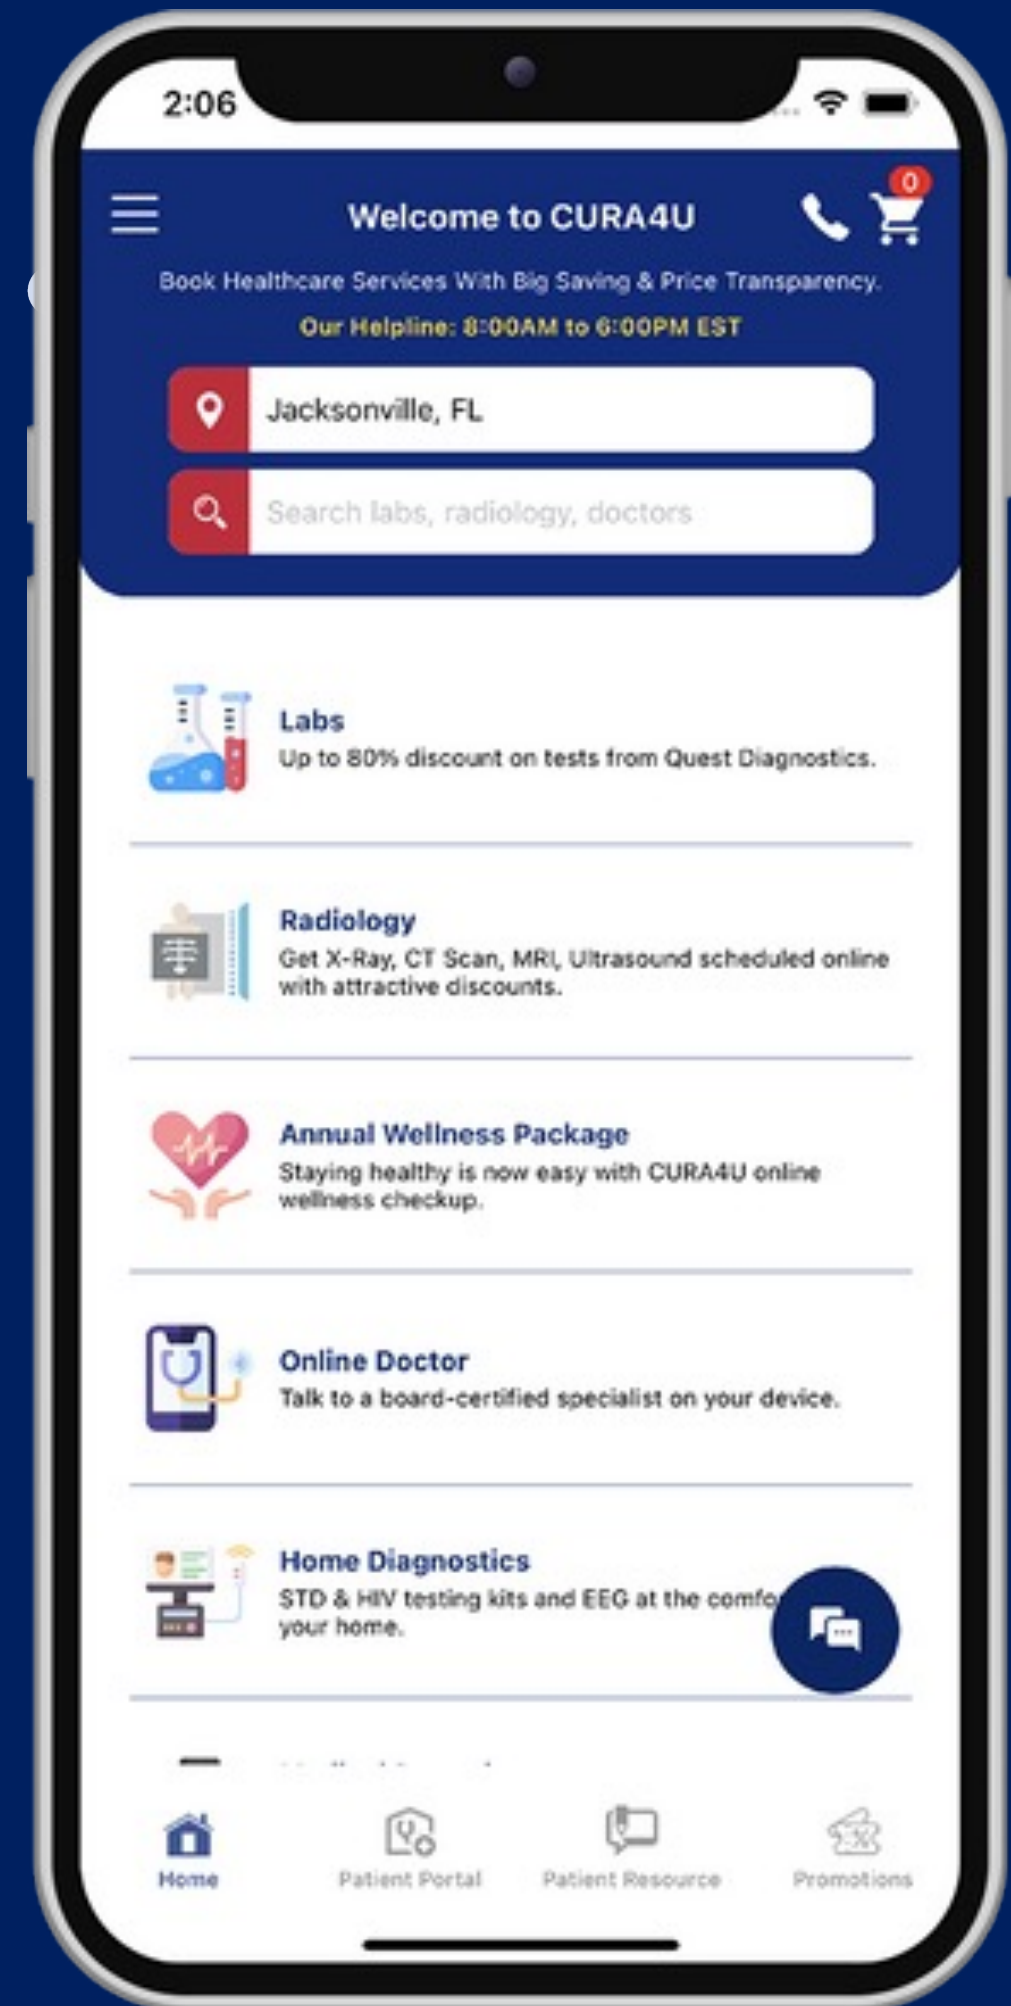 2:06
0
Welcome to CURA4U
Book Healthcare Services With Big Saving & Price Transparency.
Our Helpline: 8:00AM to 6:00PM EST
Jacksonville, FL
Search labs, radiology, doctors
Labs
Up to 80% discount on tests from Quest Diagnostics.
Radiology
Get X-Ray, CT Scan, MRI, Ultrasound scheduled online
with attractive discounts.
Annual Wellness Package
Staying healthy is now easy with CURA4U online
wellness checkup.
Online Doctor
Talk to a board-certified specialist on your device.
Home Diagnostics
STD & HIV testing kits and EEG at the comfo
your home.
Home
Patient Portal
Patient Resource
Promotions